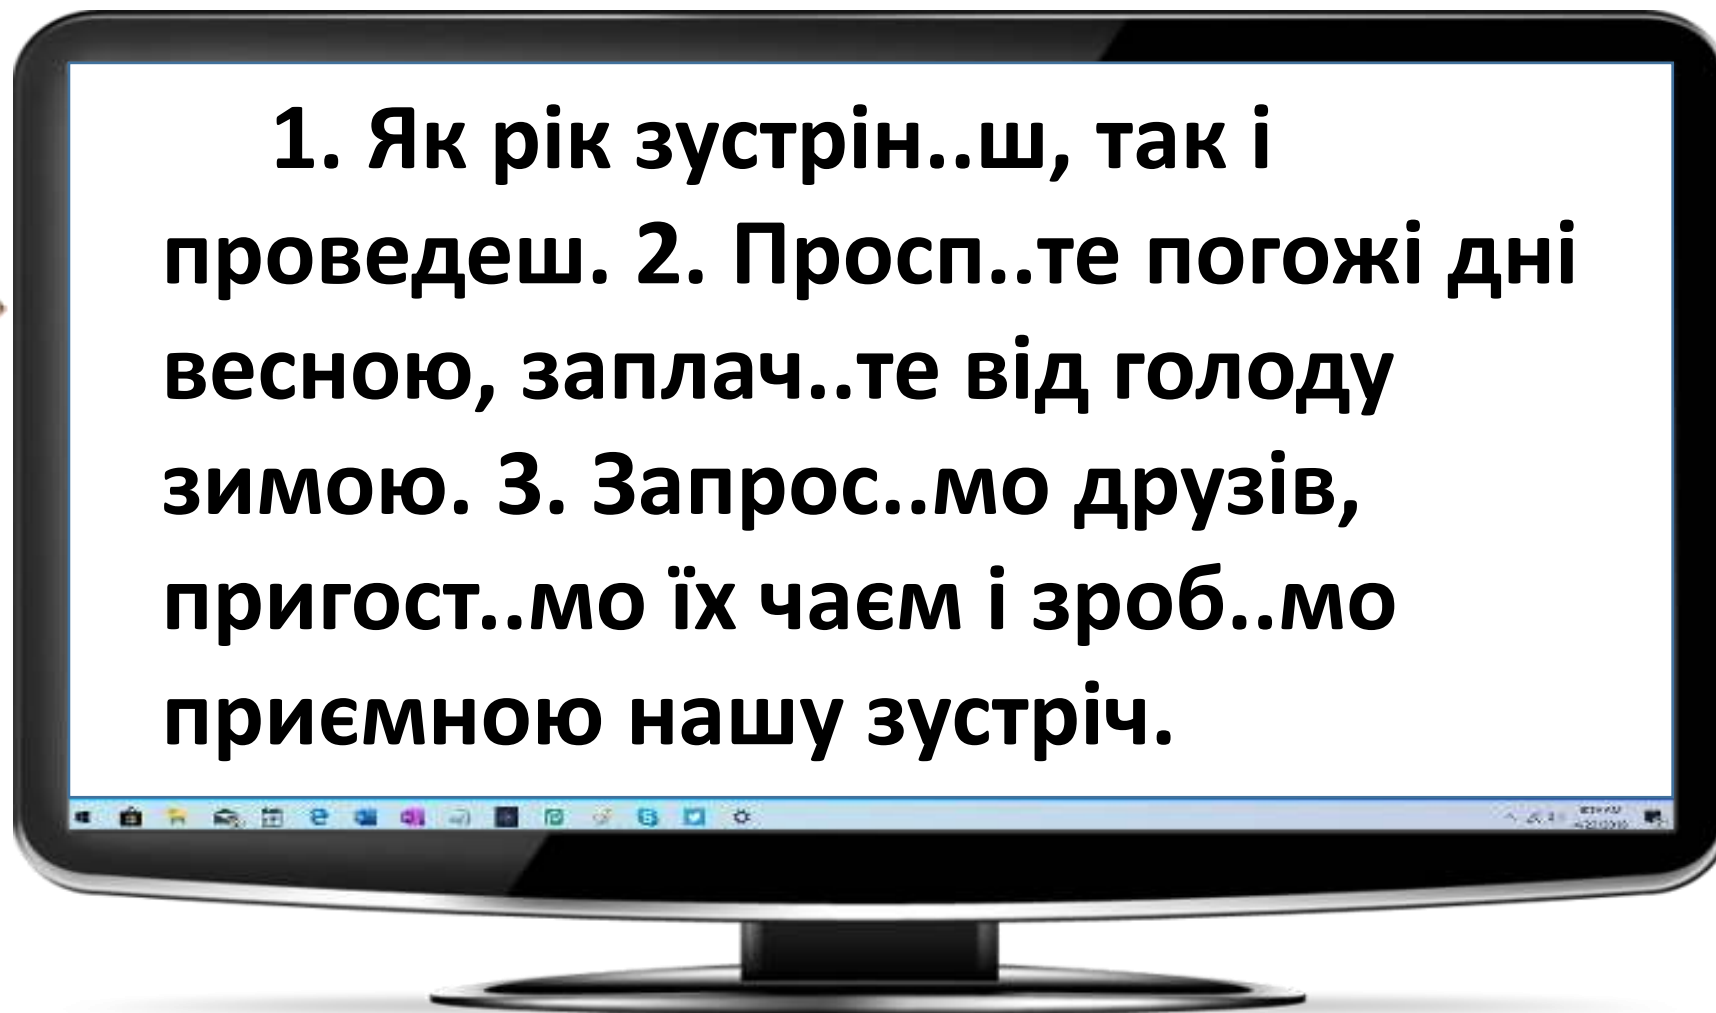 1. Як рік зустрін..ш, так і
проведеш. 2. Просп..те погожі дні
весною, заплач..те від голоду
зимою. 3. Запрос..мо друзів,
пригост..мо їх чаєм і зроб..мо
приємною нашу зустріч.